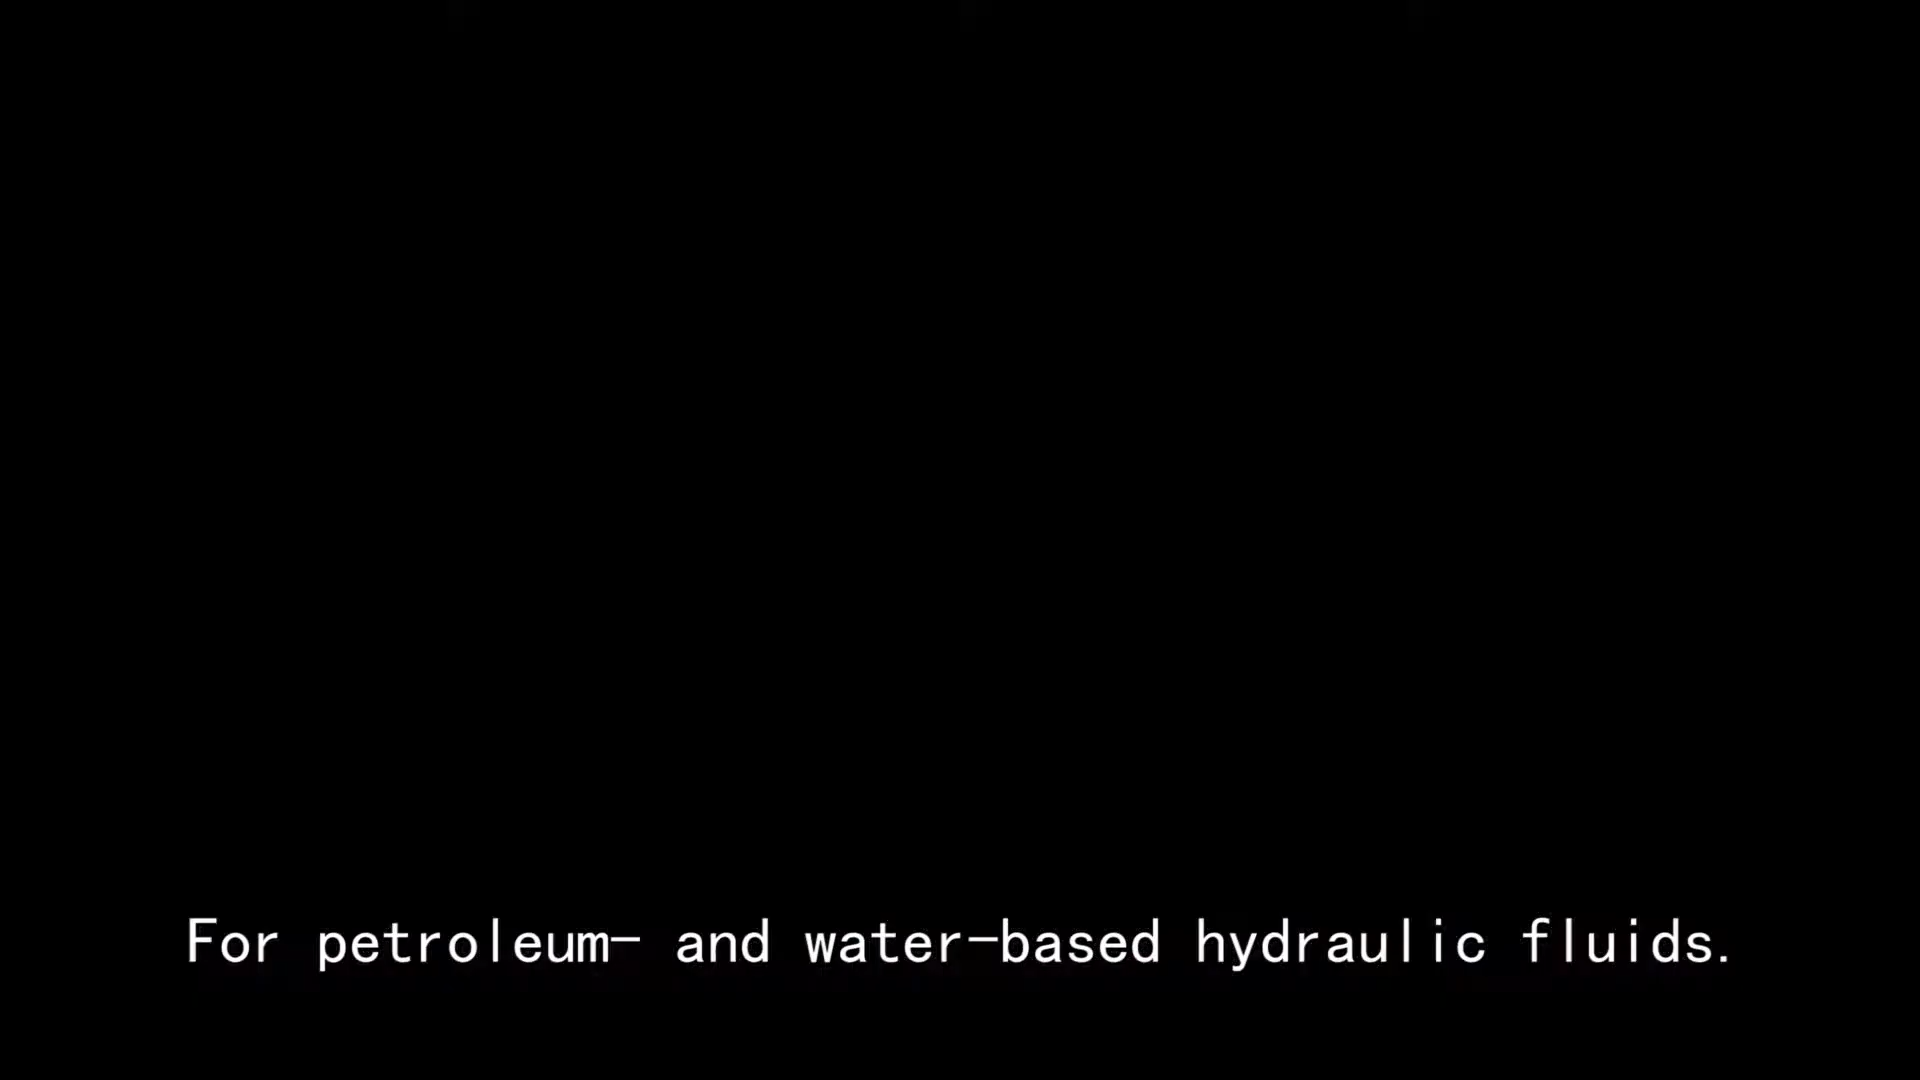 For petroleum- and water-based hydraulic fluids.